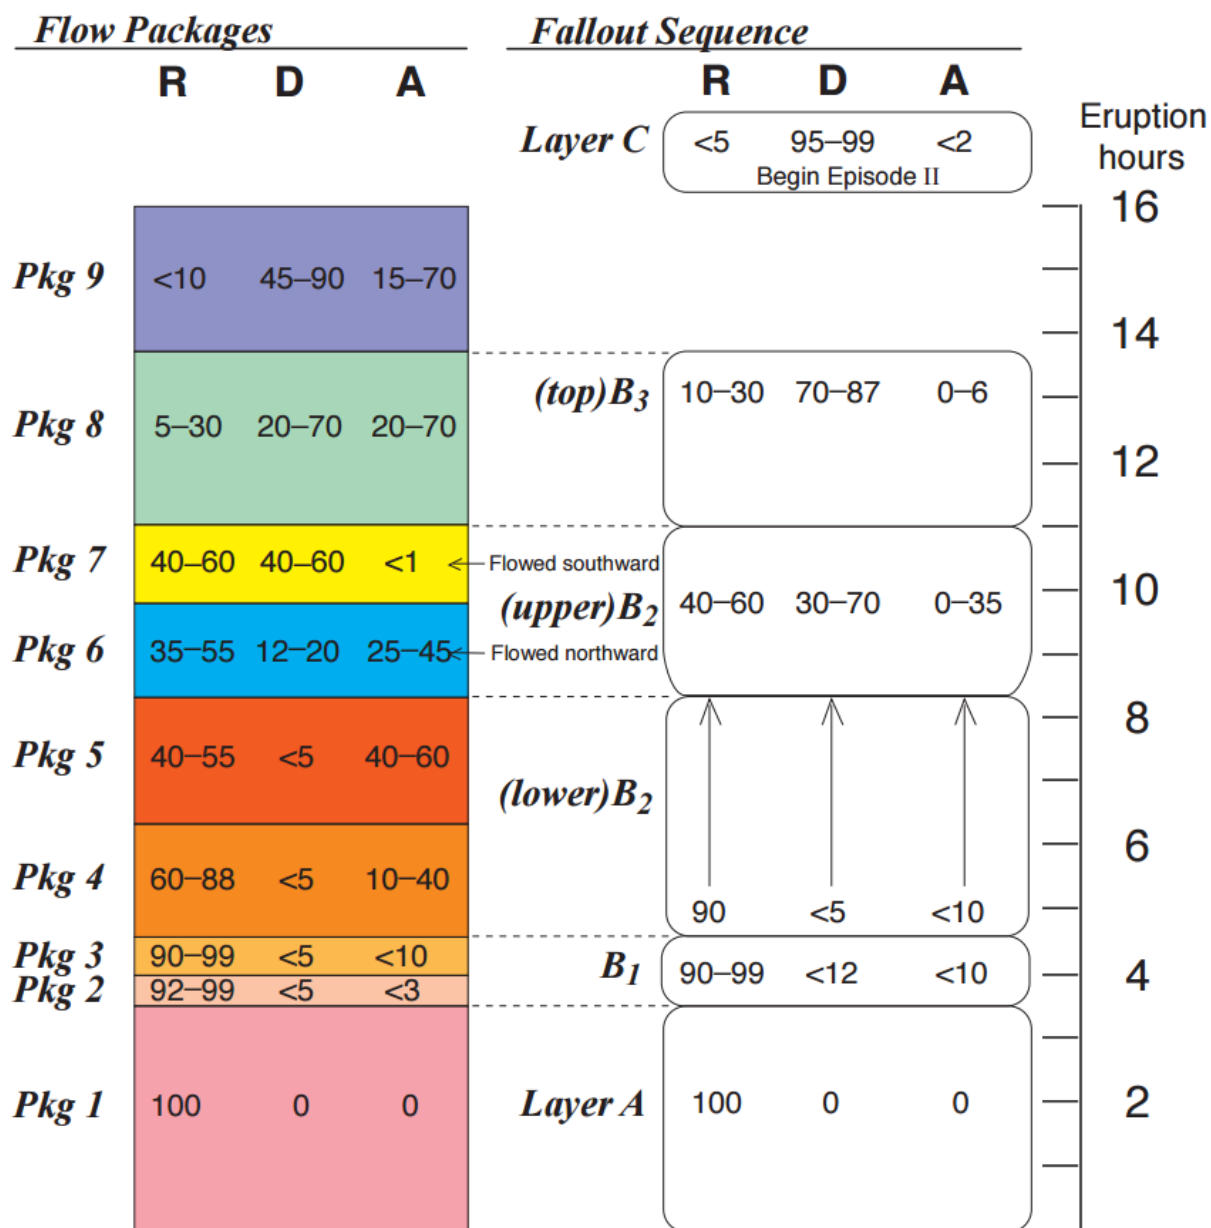 Flow Packages Fallout Sequence
R D A R D A
Layer C <5 95–99 <2
Begin Episode II
Eruption
hours
16
Pkg 9 <10 45–90 15–70
14
(top)B3 10–30 70–87 0–6
Pkg 8 5–30 20–70 20–70
12
Pkg 7 40–60 40–60 <1 Flowed southward
10
(upper)B2 40–60 30–70 0–35
Pkg 6 35–55 12–20 25–45 Flowed northward
8
Pkg 5 40–55 <5 40–60
(lower)B2
6
Pkg 4 60–88 <5 10–40
90 <5 <10
Pkg 3 90–99 <5 <10
B1 90–99 <12 <10
4
Pkg 2 92–99 <5 <3
Pkg 1 100 0 0
Layer A 100 0 0
2